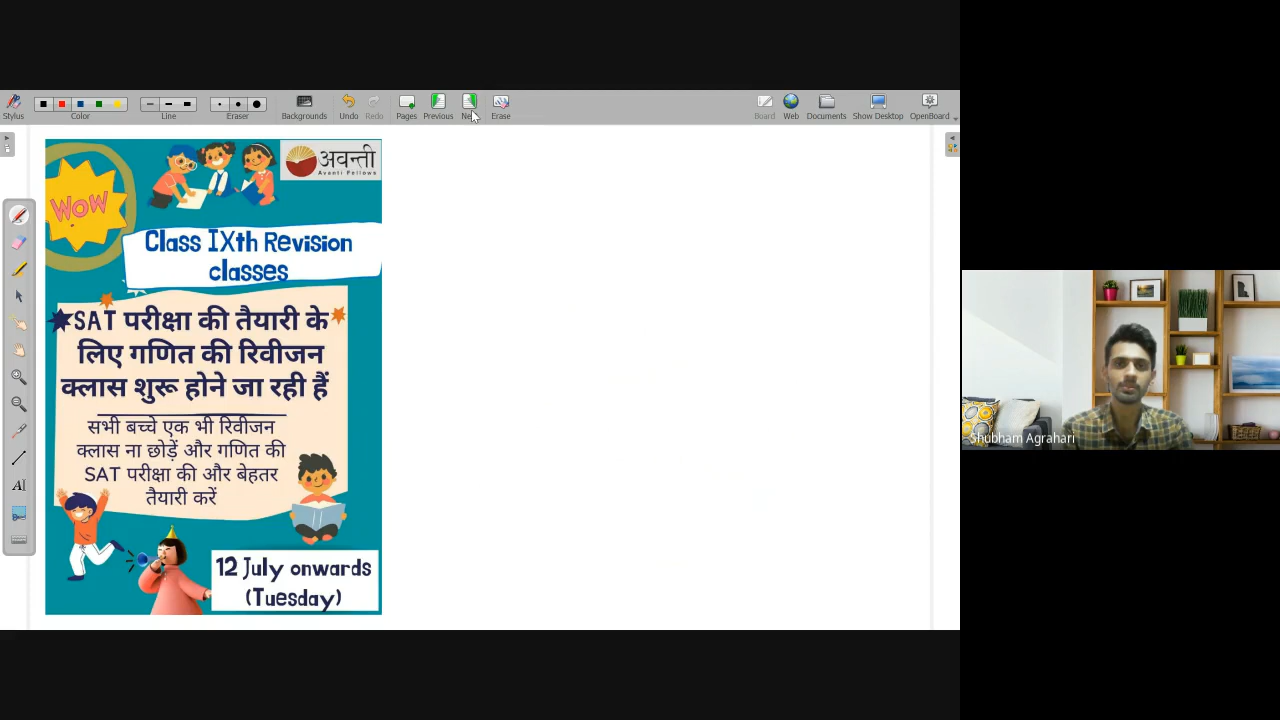 Stylus
Color
Line
Eraser
Backgrounds
Undo
Redo
Pages
Previous
Erase
Board
Web
Documents
Show Desktop
OpenBoard
WOW
अवन्ती
Avanti Fellows
Class IXth Revision
classes
SAT परीक्षा की तैयारी के
लिए गणित की रिवीजन
क्लास शुरू होने जा रही हैं
सभी बच्चे एक भी रिवीजन
क्लास ना छोड़ें और गणित की
SAT परीक्षा की और बेहतर
तैयारी करें
12 July onwards
(Tuesday)
AI
Shubham Agrahari